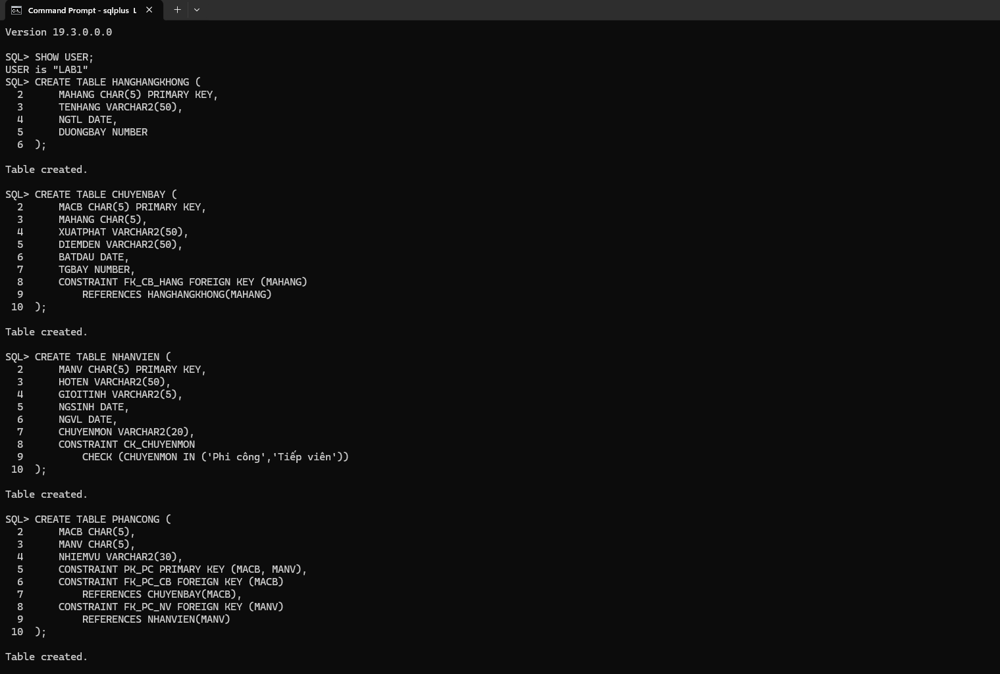 Command Prompt - sqlplus L
Version 19.3.0.0.0
SQL> SHOW USER;
USER is "LAB1"
SQL> CREATE TABLE HANGHANGKHONG (
  2      MAHANG CHAR(5) PRIMARY KEY,
  3      TENHANG VARCHAR2(50),
  4      NGTL DATE,
  5      DUONGBAY NUMBER
  6  );
Table created.
SQL> CREATE TABLE CHUYENBAY (
  2      MACB CHAR(5) PRIMARY KEY,
  3      MAHANG CHAR(5),
  4      XUATPHAT VARCHAR2(50),
  5      DIEMDEN VARCHAR2(50),
  6      BATDAU DATE,
  7      TGBAY NUMBER,
  8      CONSTRAINT FK_CB_HANG FOREIGN KEY (MAHANG)
  9          REFERENCES HANGHANGKHONG(MAHANG)
 10  );
Table created.
SQL> CREATE TABLE NHANVIEN (
  2      MANV CHAR(5) PRIMARY KEY,
  3      HOTEN VARCHAR2(50),
  4      GIOITINH VARCHAR2(5),
  5      NGSINH DATE,
  6      NGVL DATE,
  7      CHUYENMON VARCHAR2(20),
  8      CONSTRAINT CK_CHUYENMON
  9          CHECK (CHUYENMON IN ('Phi công','Tiếp viên'))
 10  );
Table created.
SQL> CREATE TABLE PHANCONG (
  2      MACB CHAR(5),
  3      MANV CHAR(5),
  4      NHIEMVU VARCHAR2(30),
  5      CONSTRAINT PK_PC PRIMARY KEY (MACB, MANV),
  6      CONSTRAINT FK_PC_CB FOREIGN KEY (MACB)
  7          REFERENCES CHUYENBAY(MACB),
  8      CONSTRAINT FK_PC_NV FOREIGN KEY (MANV)
  9          REFERENCES NHANVIEN(MANV)
 10  );
Table created.